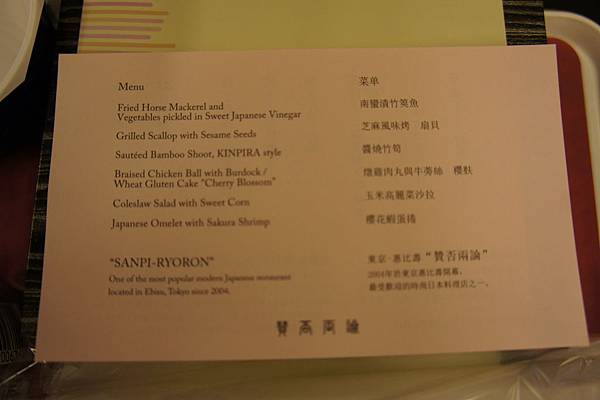 Menu
Fried Horse Mackerel and
Vegetables pickled in Sweet Japanese Vinegar
Grilled Scallop with Sesame Seeds
Sautéed Bamboo Shoot, KINPIRA style
Braised Chicken Ball with Burdock /
Wheat Gluten Cake "Cherry Blossom"
Coleslaw Salad with Sweet Corn
Japanese Omelet with Sakura Shrimp
"SANPI-RYORON"
One of the most popular modern Japanese restaurant
located in Ebisu, Tokyo since 2004.
菜单
南蠻漬竹筴魚
芝麻風味烤 扇貝
醬燒竹筍
燉雞肉丸與牛蒡絲 櫻麩
玉米高麗菜沙拉
櫻花蝦蛋捲
東京·惠比壽“贊否兩論”
2004年於東京惠比壽開幕,
最受歡迎的時尚日本料理店之一。
賛否両論